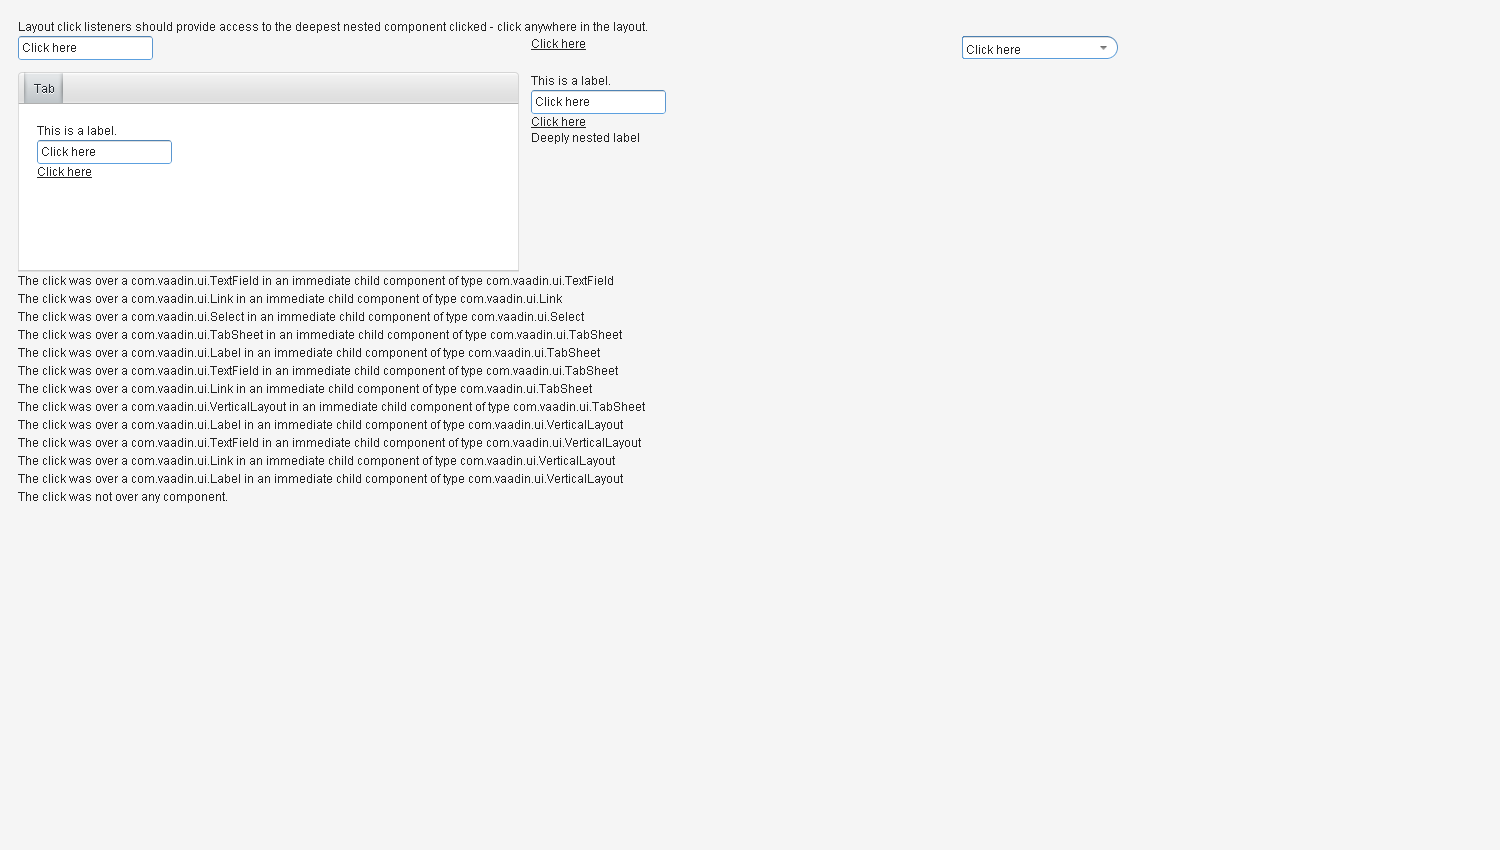 Layout click listeners should provide access to the deepest nested component clicked - click anywhere in the layout.
Click here
Click here
Click here
Tab
This is a label.
Click here
Click here
This is a label.
Click here
Click here
Deeply nested label
The click was over a com.vaadin.ui.TextField in an immediate child component of type com.vaadin.ui.TextField
The click was over a com.vaadin.ui.Link in an immediate child component of type com.vaadin.ui.Link
The click was over a com.vaadin.ui.Select in an immediate child component of type com.vaadin.ui.Select
The click was over a com.vaadin.ui.TabSheet in an immediate child component of type com.vaadin.ui.TabSheet
The click was over a com.vaadin.ui.Label in an immediate child component of type com.vaadin.ui.TabSheet
The click was over a com.vaadin.ui.TextField in an immediate child component of type com.vaadin.ui.TabSheet
The click was over a com.vaadin.ui.Link in an immediate child component of type com.vaadin.ui.TabSheet
The click was over a com.vaadin.ui.VerticalLayout in an immediate child component of type com.vaadin.ui.TabSheet
The click was over a com.vaadin.ui.Label in an immediate child component of type com.vaadin.ui.VerticalLayout
The click was over a com.vaadin.ui.TextField in an immediate child component of type com.vaadin.ui.VerticalLayout
The click was over a com.vaadin.ui.Link in an immediate child component of type com.vaadin.ui.VerticalLayout
The click was over a com.vaadin.ui.Label in an immediate child component of type com.vaadin.ui.VerticalLayout
The click was not over any component.